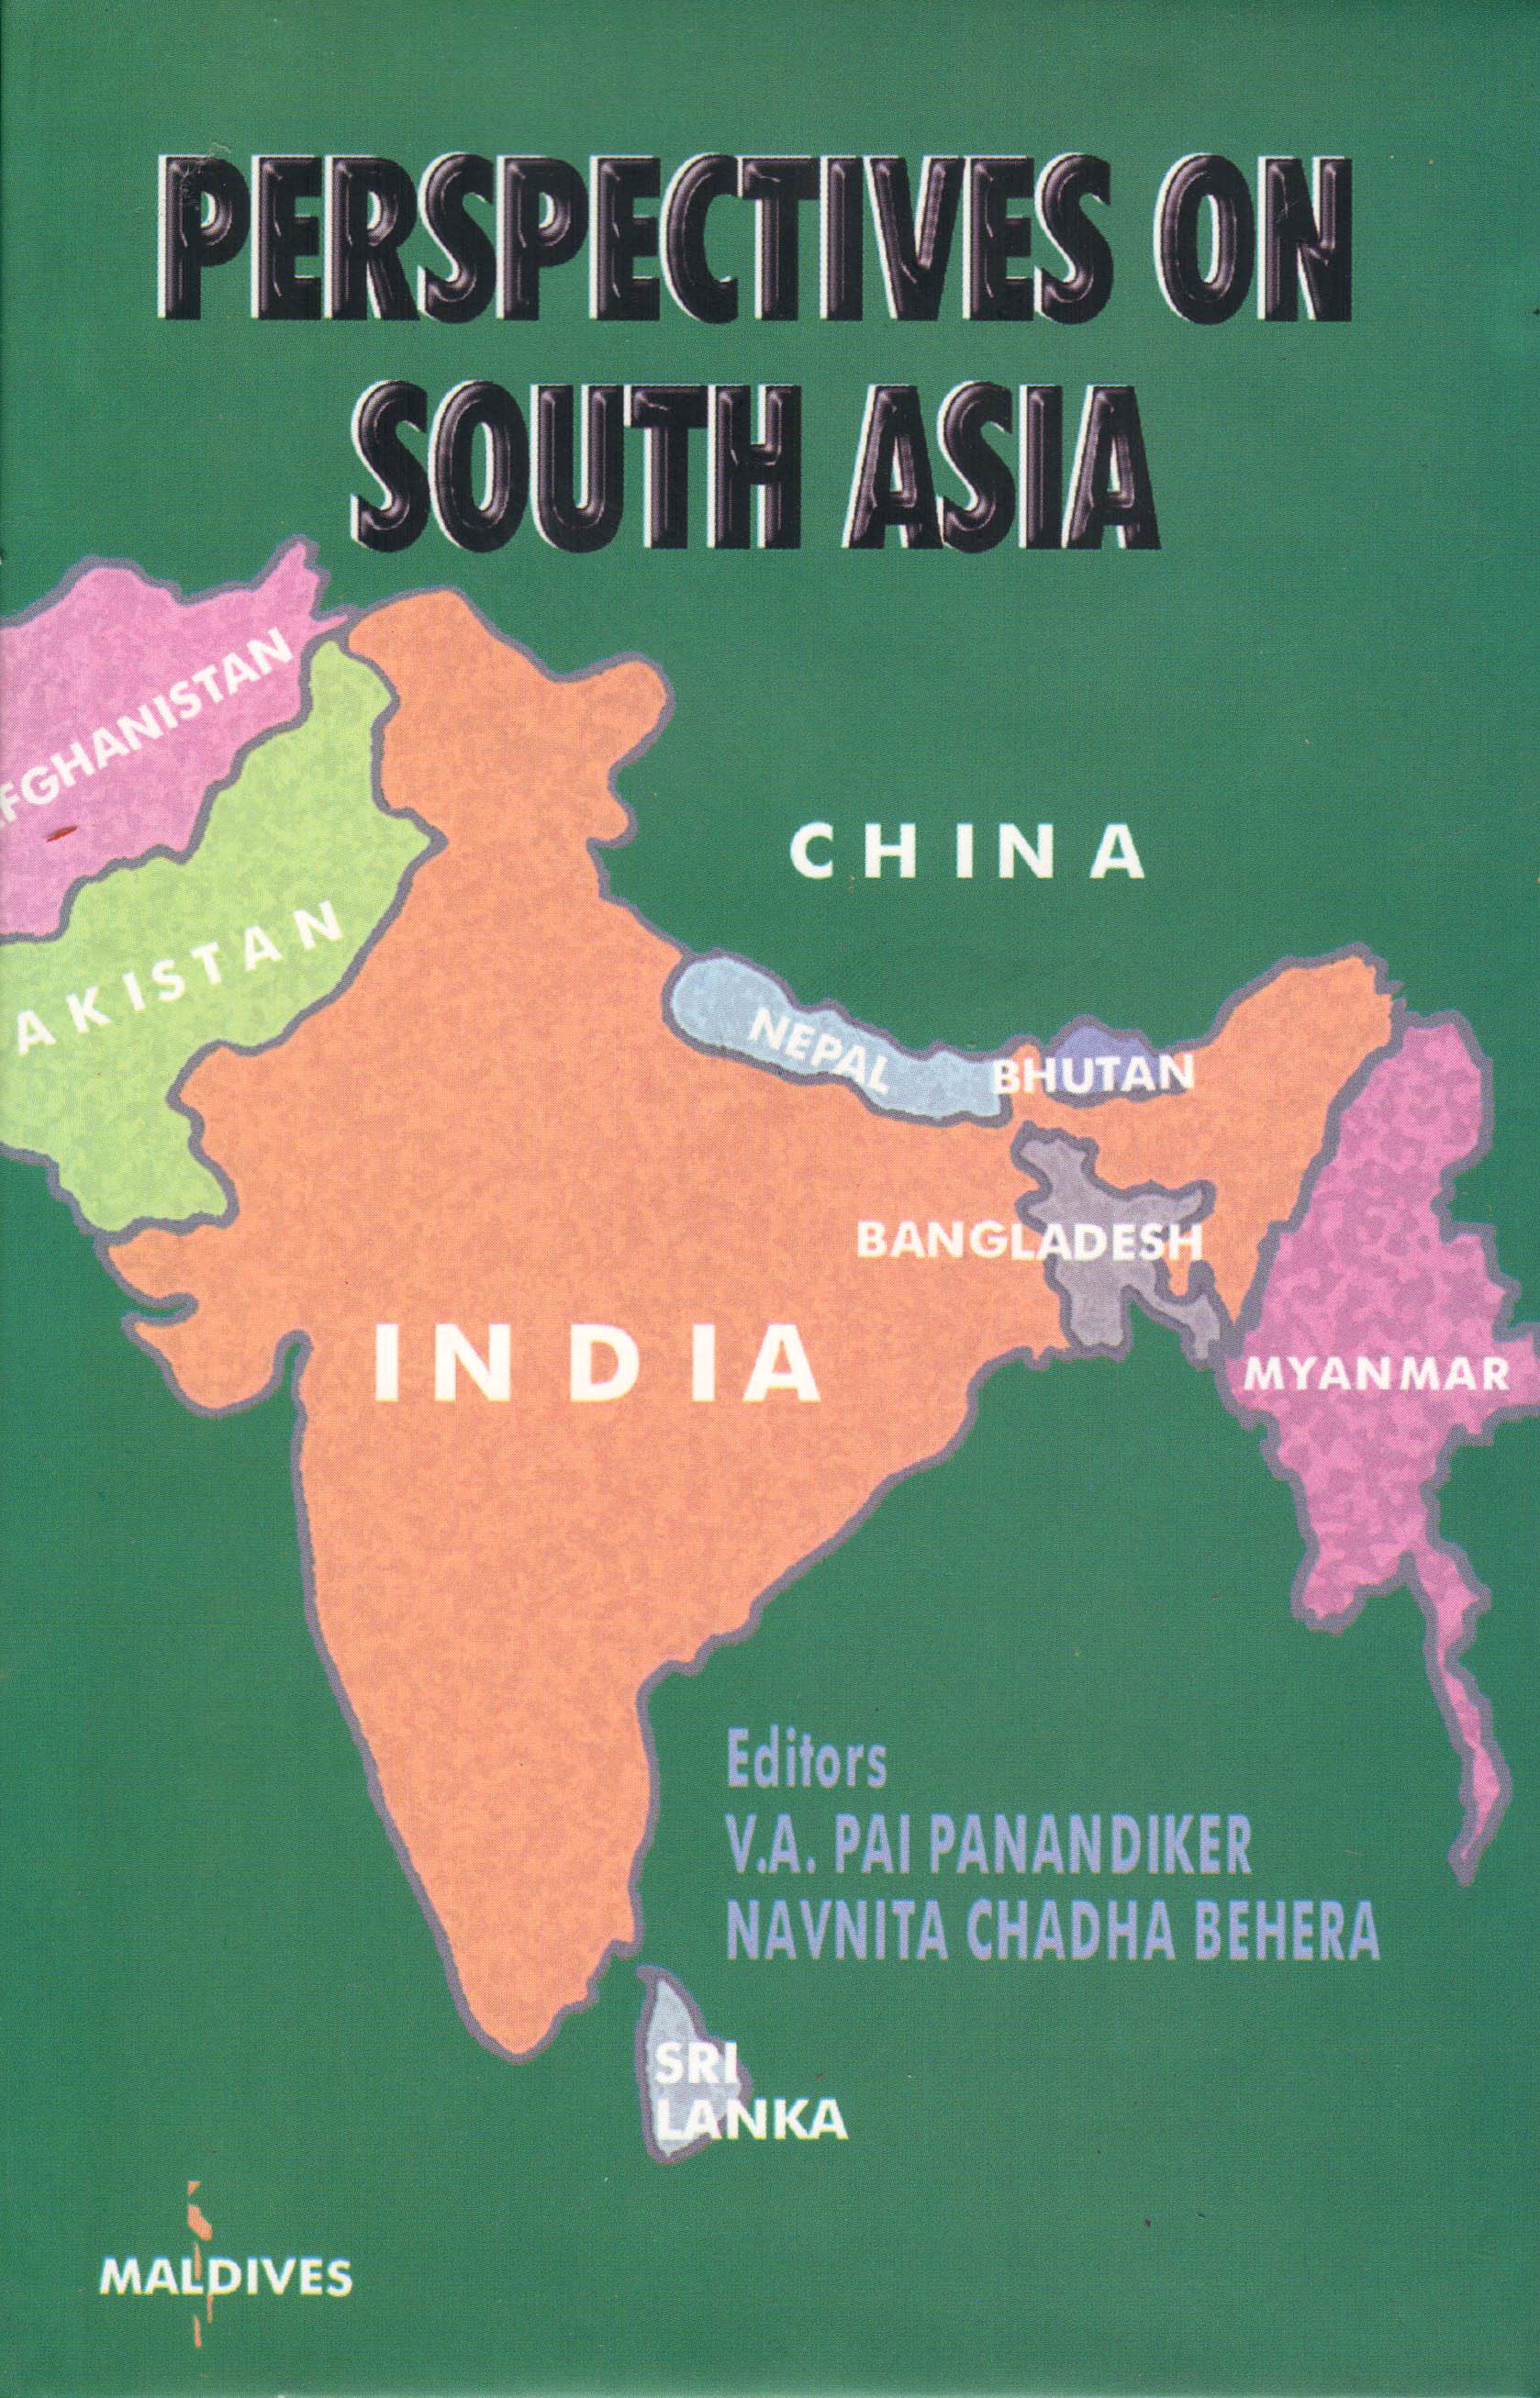 PERSPECTIVES ON
SOUTH ASIA
FGHANISTAN
AKISTAN
CHINA
NEPAL
BHUTAN
BANGLADESH
INDIA
MYANMAR
Editors
V.A. PAI PANANDIKER
NAVNITA CHADHA BEHERA
SRI
LANKA
MALDIVES